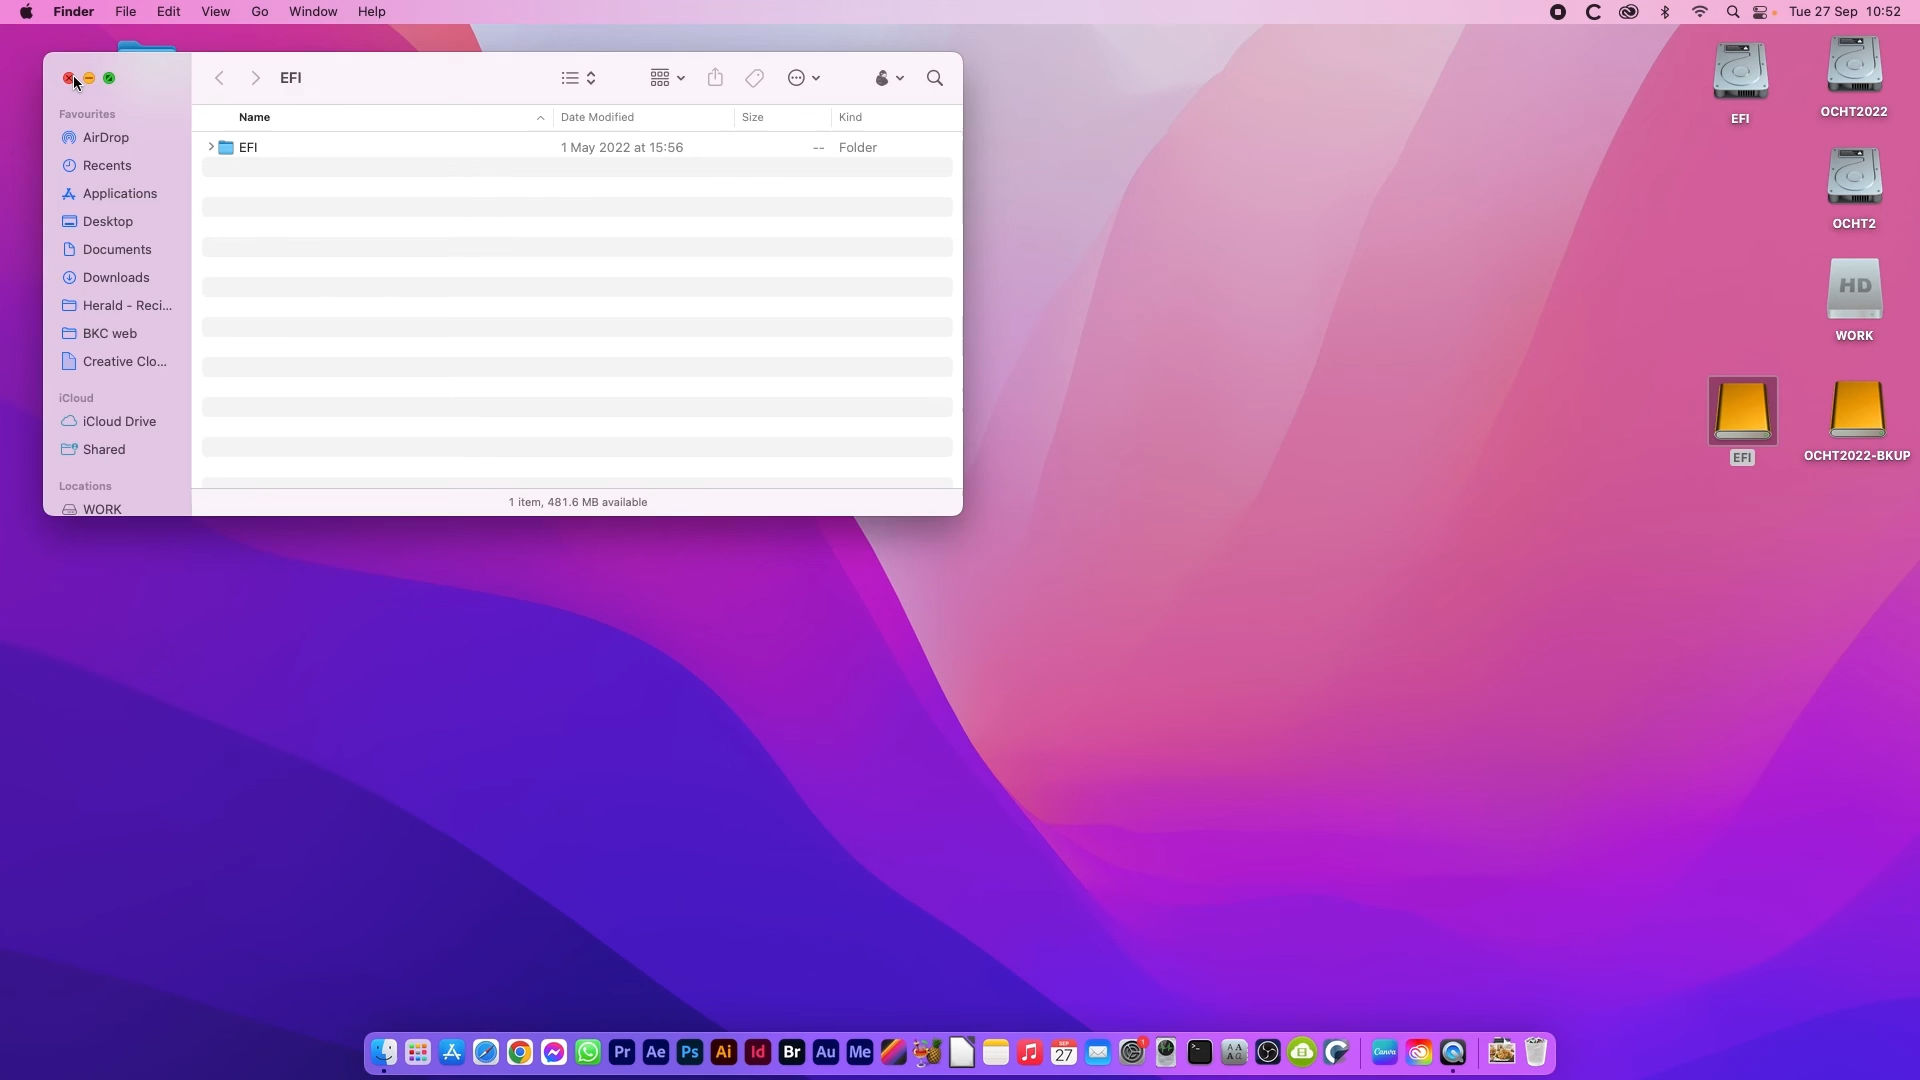 Finder File Edit View Go Window Help
Tue 27 Sep 10:52
EFI
Favourites
AirDrop
Recents
Applications
Desktop
Documents
Downloads
Herald - Reci...
BKC web
Creative Clo...
iCloud
iCloud Drive
Shared
Locations
WORK
Name Date Modified Size Kind
EFI 1 May 2022 at 15:56 -- Folder
1 item, 481.6 MB available
EFI
OCHT2022
OCHT2
HD
WORK
EFI
OCHT2022-BKUP
Pr Ae Ps Ai Id Br Au Me
SEP
27
1
Canva